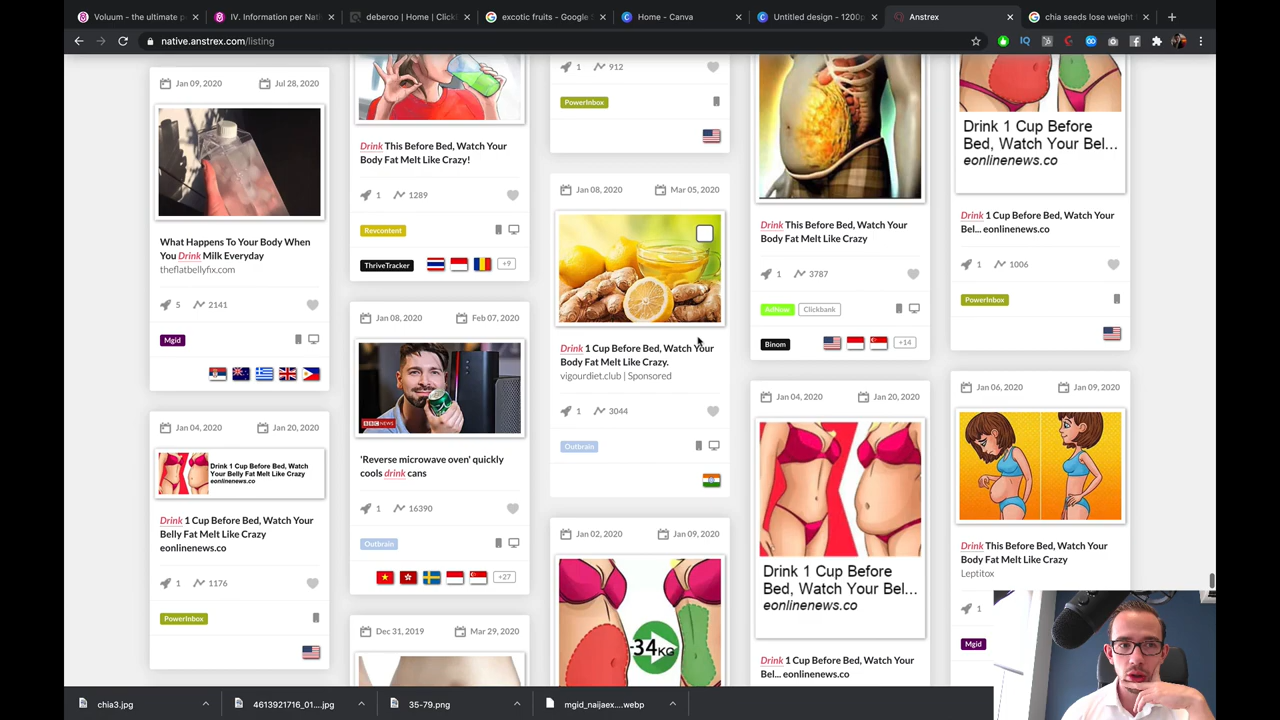 Voluum - the ultimate p
IV. Information per Nati
deberoo | Home | Click
excotic fruits - Google S
Home - Canva
Untitled design - 1200p
Anstrex
chia seeds lose weight
native.anstrex.com/listing
Jan 09, 2020
Jul 28, 2020
What Happens To Your Body When
You Drink Milk Everyday
theflatbellyfix.com
5
2141
Mgid
Jan 04, 2020
Jan 20, 2020
Drink 1 Cup Before Bed, Watch
Your Belly Fat Melt Like Crazy
eonlinenews.co
Drink 1 Cup Before Bed, Watch Your
Belly Fat Melt Like Crazy
eonlinenews.co
1
1176
PowerInbox
Drink This Before Bed, Watch Your
Body Fat Melt Like Crazy!
1
1289
Revcontent
ThriveTracker
+9
Jan 08, 2020
Feb 07, 2020
BBC NEWS
'Reverse microwave oven' quickly
cools drink cans
1
16390
Outbrain
+27
Dec 31, 2019
Mar 29, 2020
1
912
PowerInbox
Jan 08, 2020
Mar 05, 2020
Drink 1 Cup Before Bed, Watch Your
Body Fat Melt Like Crazy.
vigourdiet.club | Sponsored
1
3044
Outbrain
Jan 02, 2020
Jan 09, 2020
-34KG
Drink This Before Bed, Watch Your
Body Fat Melt Like Crazy
1
3787
AdNow
Clickbank
Binom
+14
Jan 04, 2020
Jan 20, 2020
Drink 1 Cup Before
Bed, Watch Your Bel...
eonlinenews.co
Drink 1 Cup Before Bed, Watch Your
Bel... eonlinenews.co
Drink 1 Cup Before
Bed, Watch Your Bel...
eonlinenews.co
Drink 1 Cup Before Bed, Watch Your
Bel... eonlinenews.co
1
1006
PowerInbox
Jan 06, 2020
Jan 09, 2020
Drink This Before Bed, Watch Your
Body Fat Melt Like Crazy
Leptitox
1
Mgid
chia3.jpg
4613921716_01....jpg
35-79.png
mgid_naijaex....webp